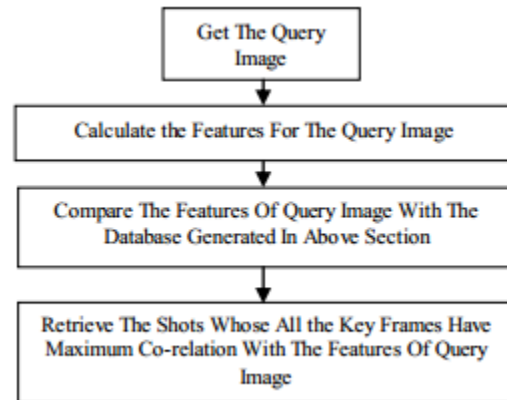 Get The Query
Image
Calculate the Features For The Query Image
Compare The Features Of Query Image With The
Database Generated In Above Section
Retrieve The Shots Whose All the Key Frames Have
Maximum Co-relation With The Features Of Query
Image